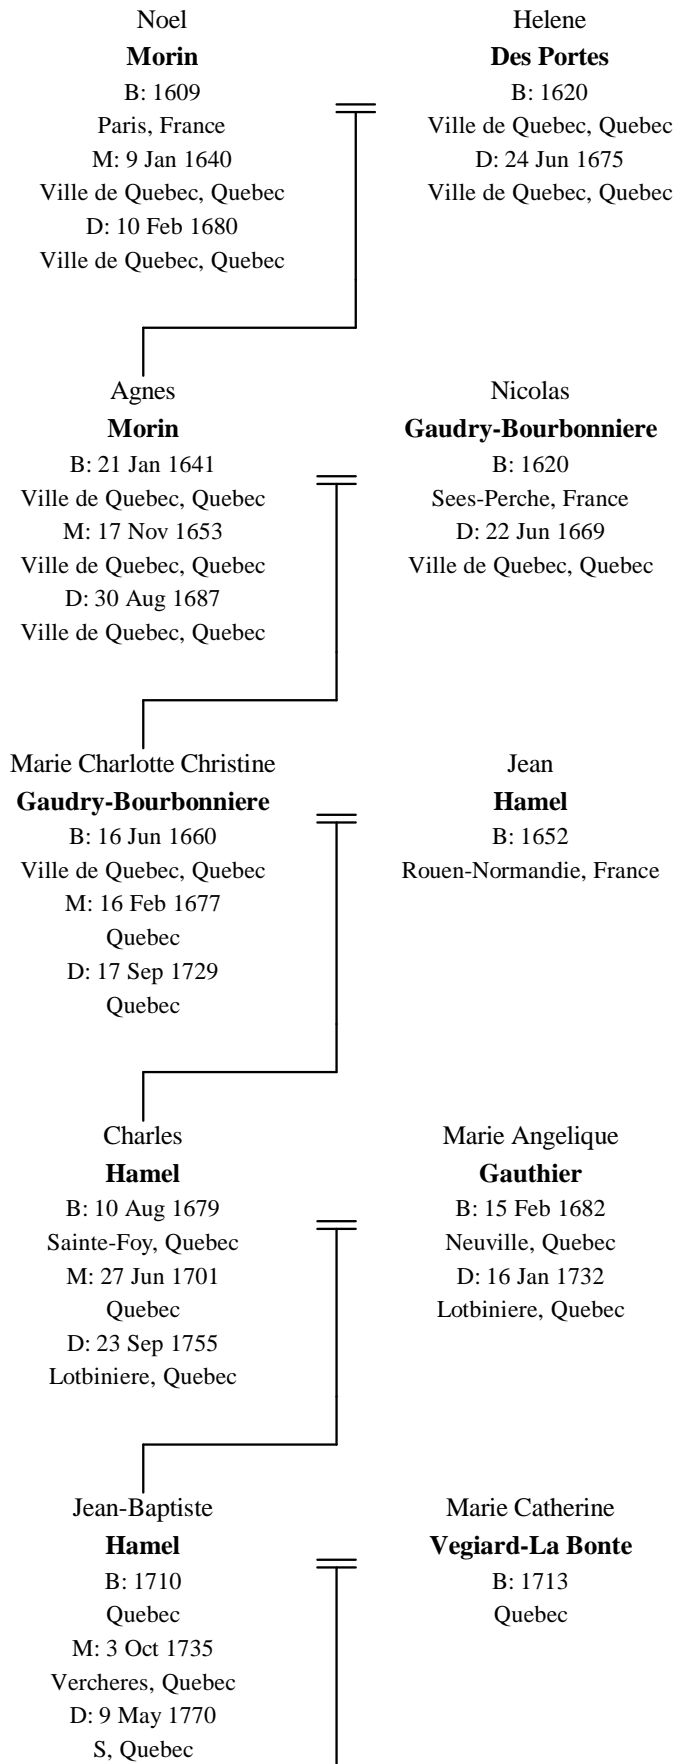 Noel
Morin
B: 1609
Paris, France
M: 9 Jan 1640
Ville de Quebec, Quebec
D: 10 Feb 1680
Ville de Quebec, Quebec
Helene
Des Portes
B: 1620
Ville de Quebec, Quebec
D: 24 Jun 1675
Ville de Quebec, Quebec
Agnes
Morin
B: 21 Jan 1641
Ville de Quebec, Quebec
M: 17 Nov 1653
Ville de Quebec, Quebec
D: 30 Aug 1687
Ville de Quebec, Quebec
Nicolas
Gaudry-Bourbonniere
B: 1620
Sees-Perche, France
D: 22 Jun 1669
Ville de Quebec, Quebec
Marie Charlotte Christine
Gaudry-Bourbonniere
B: 16 Jun 1660
Ville de Quebec, Quebec
M: 16 Feb 1677
Quebec
D: 17 Sep 1729
Quebec
Jean
Hamel
B: 1652
Rouen-Normandie, France
Charles
Hamel
B: 10 Aug 1679
Sainte-Foy, Quebec
M: 27 Jun 1701
Quebec
D: 23 Sep 1755
Lotbiniere, Quebec
Marie Angelique
Gauthier
B: 15 Feb 1682
Neuville, Quebec
D: 16 Jan 1732
Lotbiniere, Quebec
Jean-Baptiste
Hamel
B: 1710
Quebec
M: 3 Oct 1735
Vercheres, Quebec
D: 9 May 1770
S, Quebec
Marie Catherine
Vegiard-La Bonte
B: 1713
Quebec